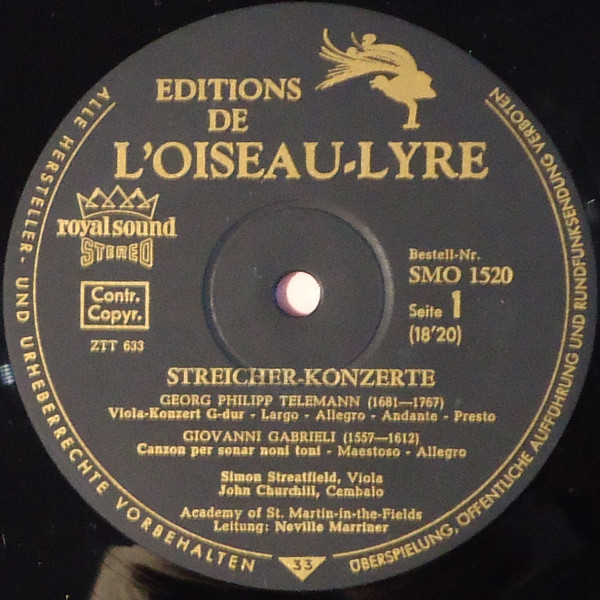 EDITIONS
DE
L'OISEAU-LYRE
royal sound
STEREO
Contr.
Copyr.
ZTT 633
Bestell-Nr.
SMO 1520
Seite 1
(18'20)
STREICHER-KONZERTE
GEORG PHILIPP TELEMANN (1681—1767)
Viola-Konzert G-dur - Largo - Allegro - Andante - Presto
GIOVANNI GABRIELI (1557—1612)
Canzon per sonar noni toni - Maestoso - Allegro
Simon Streatfield, Viola
John Churchill, Cembalo
Academy of St. Martin-in-the-Fields
Leitung: Neville Marriner
ALLE HERSTELLER- UND URHEBERRECHTE VORBEHALTEN
33
ÜBERSPIELUNG, ÖFFENTLICHE AUFFÜHRUNG UND RUNDFUNKSENDUNG VERBOTEN